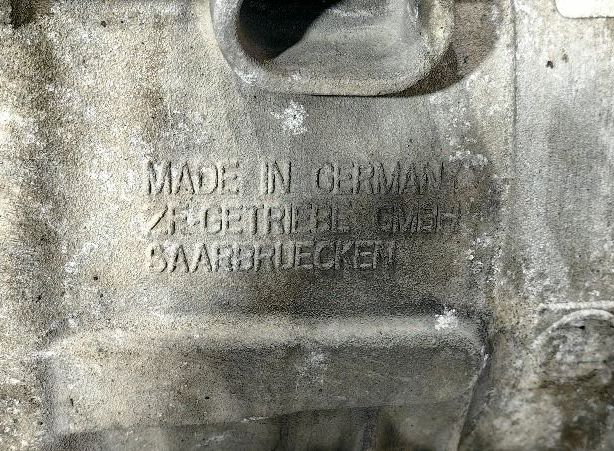 MADE IN GERMANY
ZF-GETRIEBE GMBH
SAARBRUECKEN